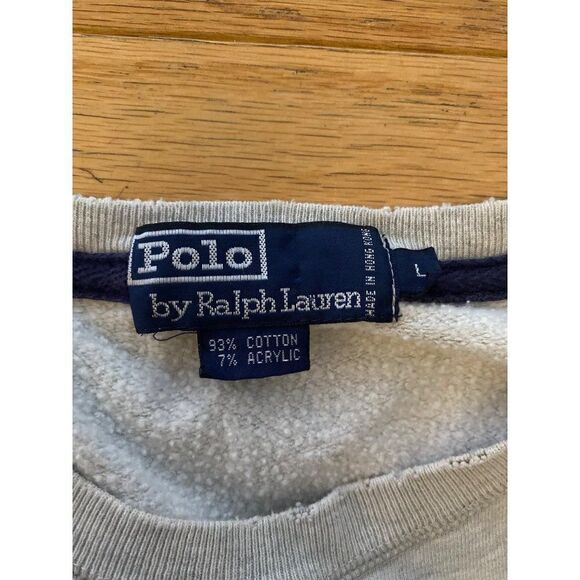 Polo
by Ralph Lauren
MADE IN HONG KONG
L
93% COTTON
7% ACRYLIC